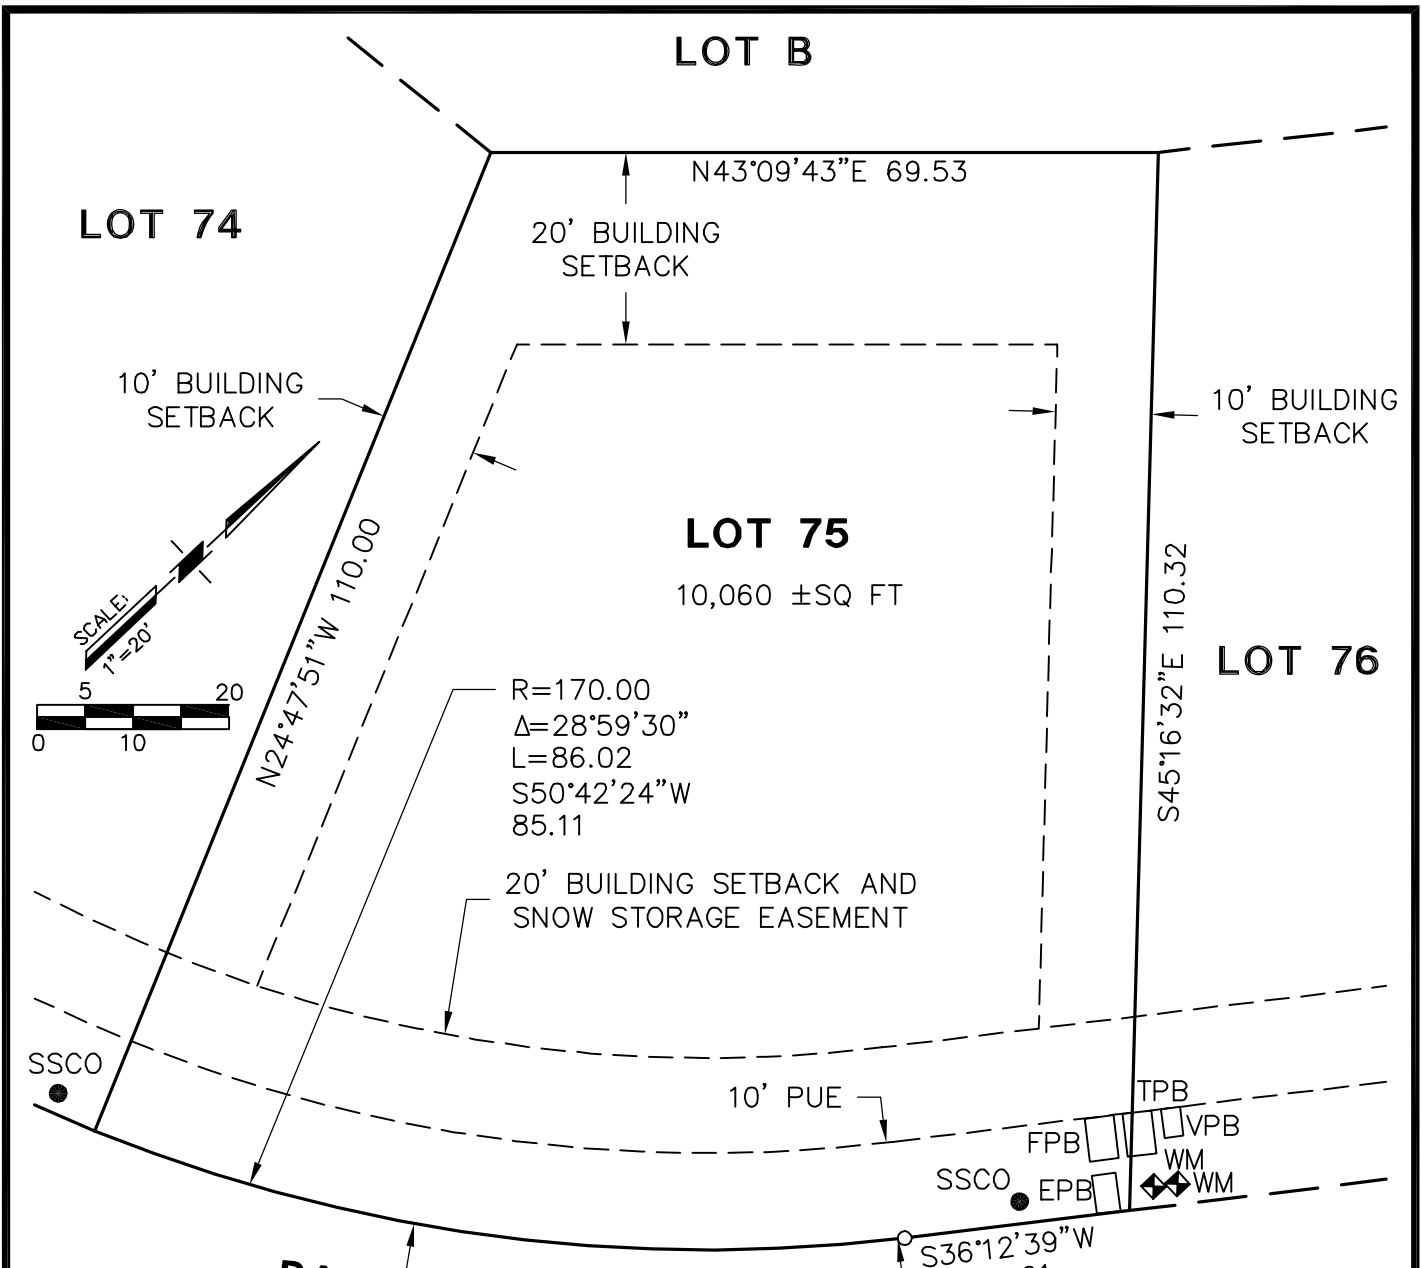 LOT B
N43°09'43"E 69.53
LOT 74
20' BUILDING
SETBACK
10' BUILDING
SETBACK
10' BUILDING
SETBACK
LOT 75
10,060 ±SQ FT
SCALE:
1"=20'
5 20
0 10
N24°47'51"W 110.00
S45°16'32"E 110.32
LOT 76
R=170.00
Δ=28°59'30"
L=86.02
S50°42'24"W
85.11
20' BUILDING SETBACK AND
SNOW STORAGE EASEMENT
SSCO
10' PUE
TPB
FPB
VPB
WM
SSCO
EPB
WM
S36°12'39"W